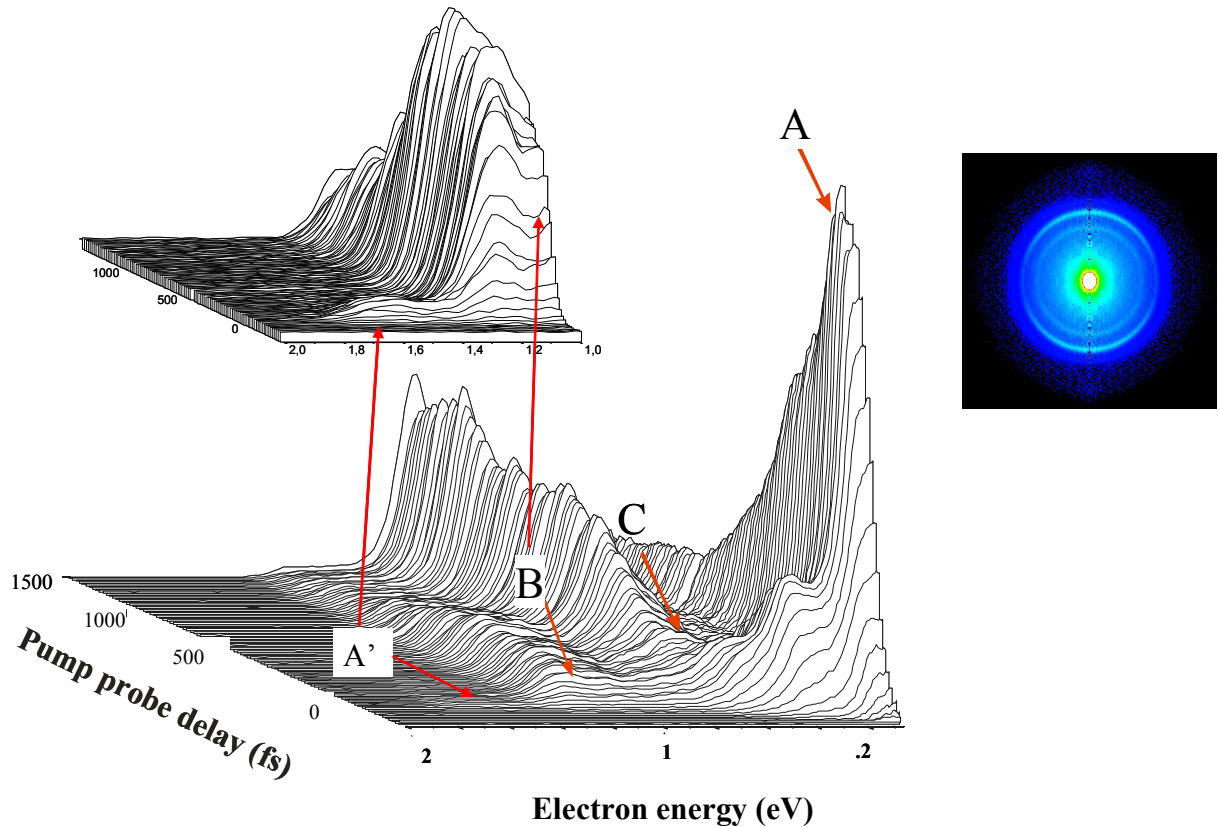 A
1000
500
0
2,0
1,8
1,6
1,4
1,2
1,0
C
B
A’
1500
1000
500
0
Pump probe delay (fs)
2
1
.2
Electron energy (eV)